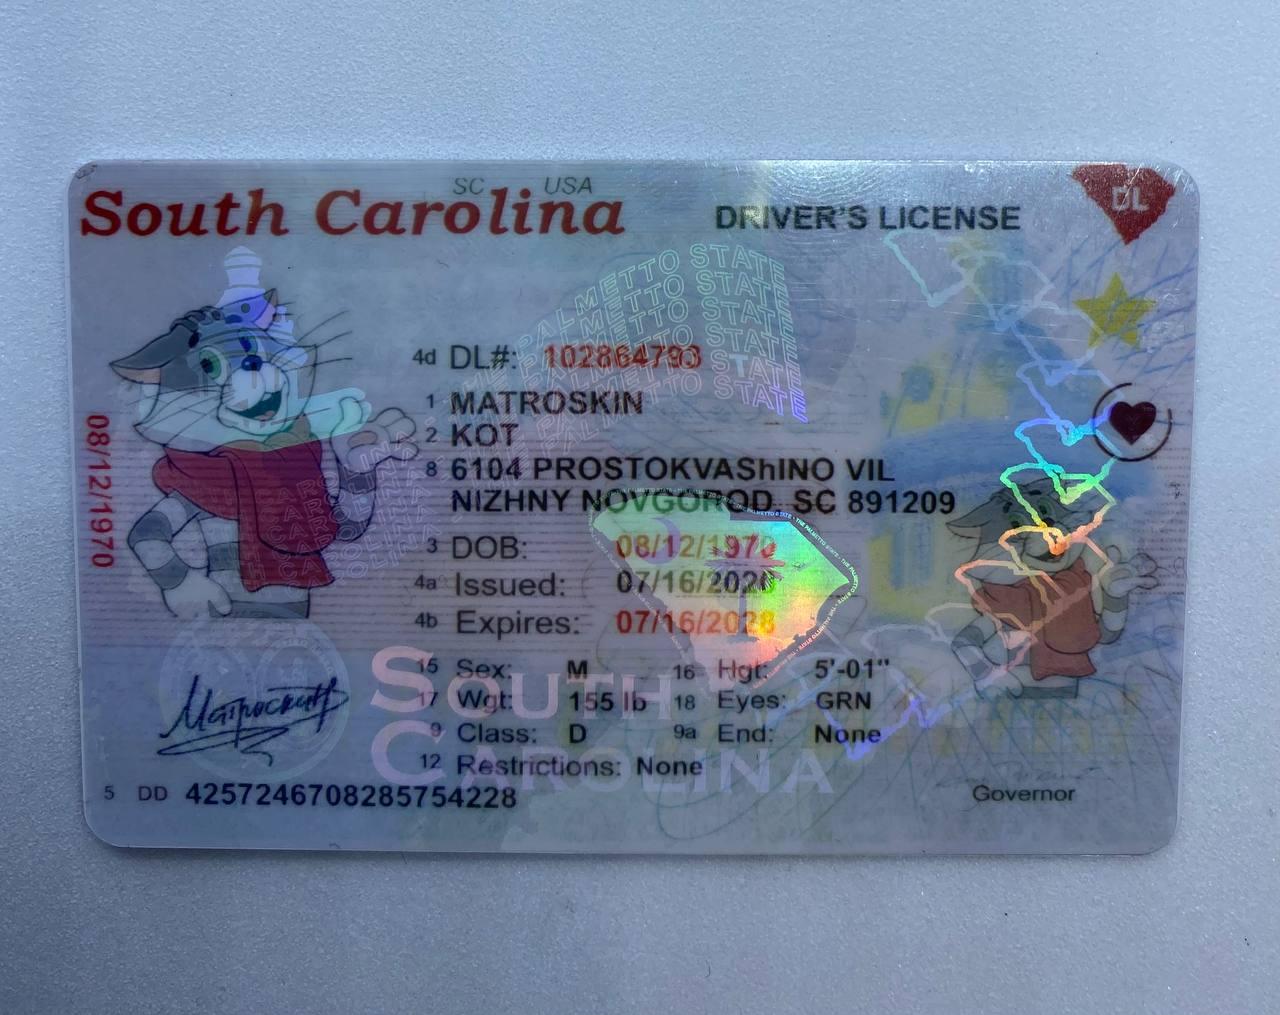 SC USA
South Carolina
DRIVER'S LICENSE
DL
THE PALMETTO STATE
4d DL#: 102864793
1 MATROSKIN
2 KOT
8 6104 PROSTOKVAShINO VIL
NIZHNY NOVGOROD SC 891209
3 DOB: 08/12/1970
4a Issued: 07/16/2020
4b Expires: 07/16/2028
15 Sex: M 16 Hgt: 5'-01"
17 Wgt: 155 lb 18 Eyes: GRN
9 Class: D 9a End: None
12 Restrictions: None
5 DD 4257246708285754228
08/12/1970
Матроскин
SOUTH
CAROLINA
Governor